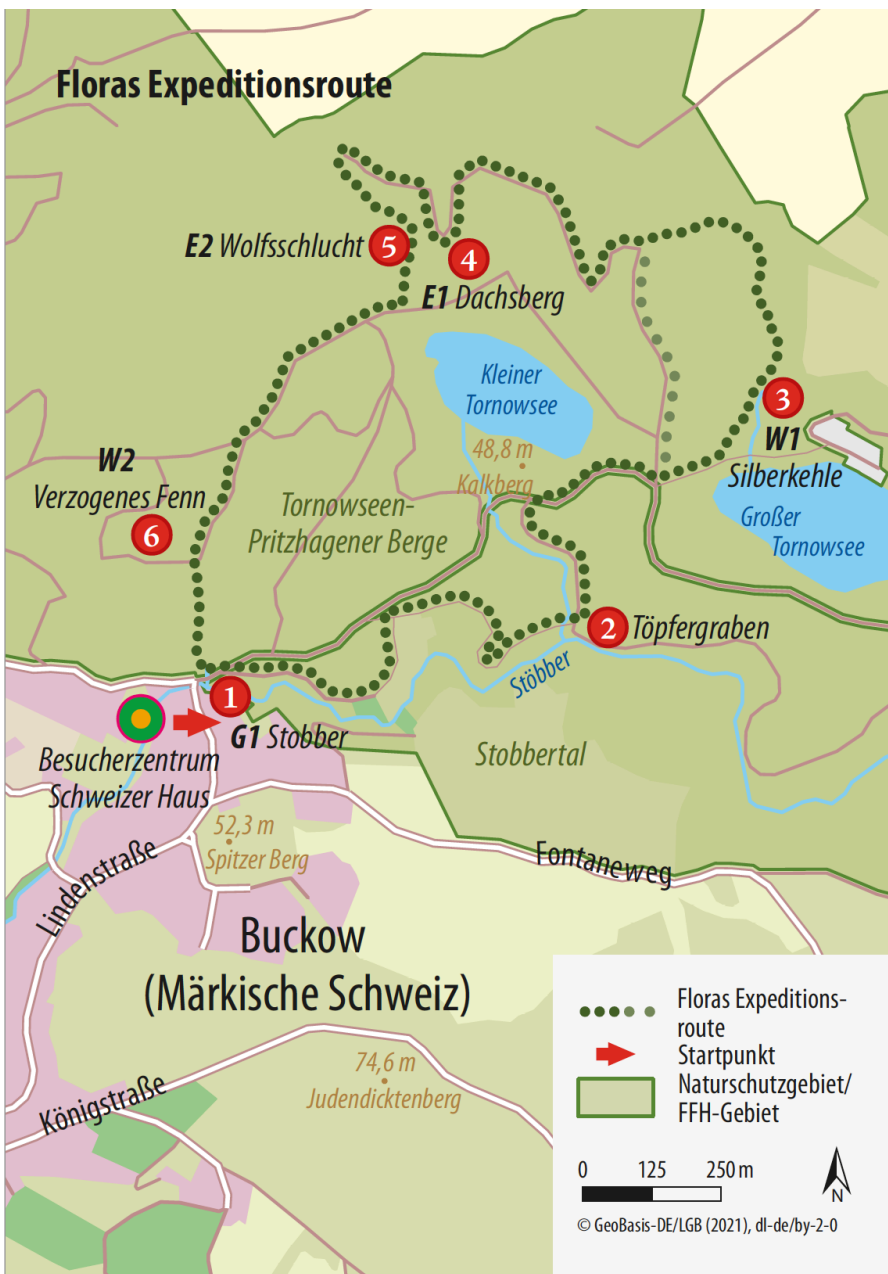 Floras Expeditionsroute
5
E2 Wolfsschlucht
4
E1 Dachsberg
Kleiner
Tornowsee
3
W1
Silberkehle
48,8 m
Kalkberg
W2
Verzogenes Fenn
6
Tornowseen-
Pritzhagener Berge
Großer
Tornowsee
2
Töpfergraben
Stöbber
1
G1 Stobber
Besucherzentrum
Schweizer Haus
Stobbertal
52,3 m
Spitzer Berg
Lindenstraße
Fontaneweg
Buckow
(Märkische Schweiz)
74,6 m
Judendicktenberg
Königstraße
Floras Expeditions-
route
Startpunkt
Naturschutzgebiet/
FFH-Gebiet
0 125 250 m
N
© GeoBasis-DE/LGB (2021), dl-de/by-2-0